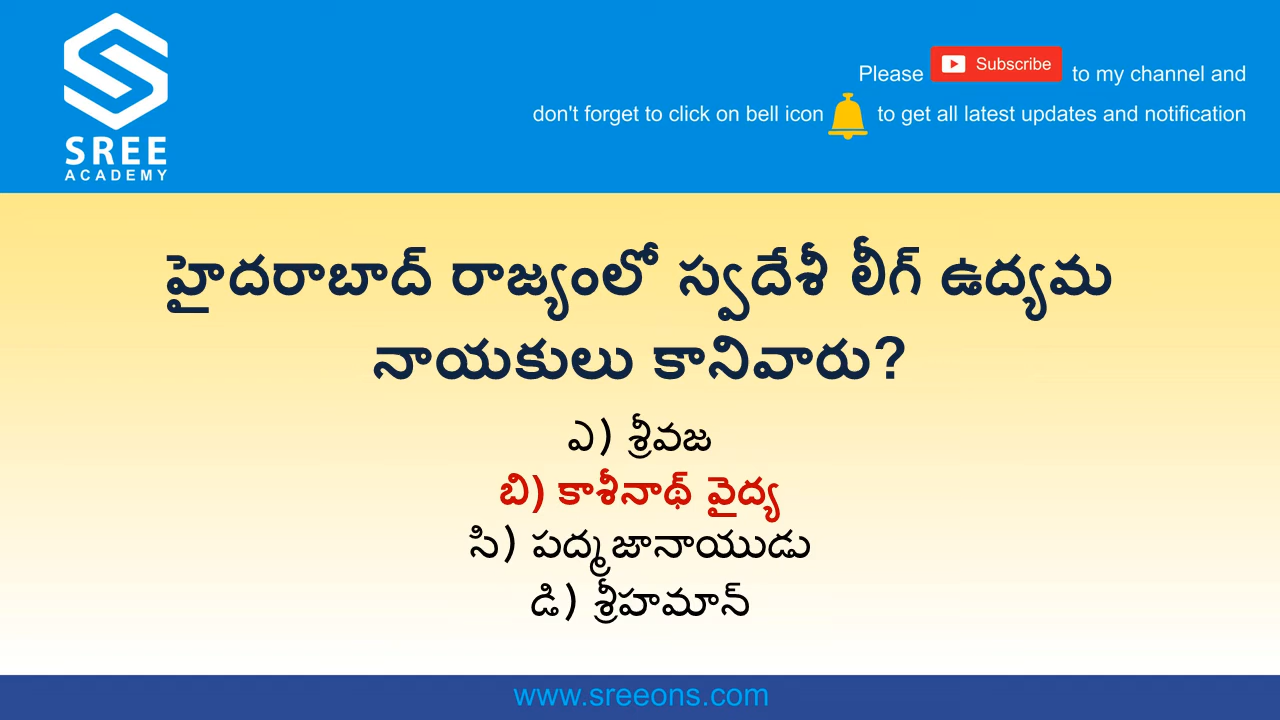 SREE
ACADEMY
Please Subscribe to my channel and
don't forget to click on bell icon to get all latest updates and notification
హైదరాబాద్ రాజ్యంలో స్వదేశీ లీగ్ ఉద్యమ
నాయకులు కానివారు?
ఎ) శ్రీవజ
బి) కాశీనాథ్ వైద్య
సి) పద్మ్రజానాయుడు
డి) శ్రీహమాన్
www.sreeons.com